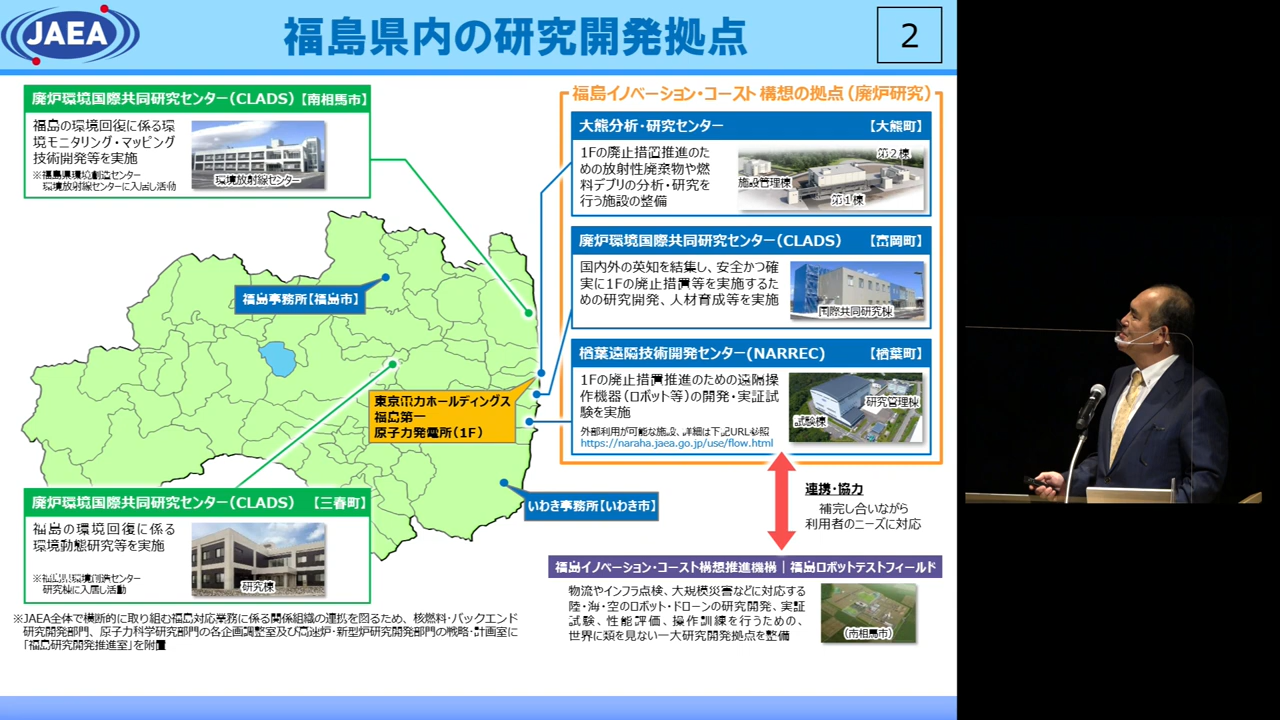 JAEA
福島県内の研究開発拠点
2
廃炉環境国際共同研究センター(CLADS)【南相馬市】
福島の環境回復に係る環
境モニタリング・マッピング
技術開発等を実施
※福島県環境創造センター
環境放射線センターに入居し活動
環境放射線センター
福島イノベーション・コースト構想の拠点(廃炉研究)
大熊分析・研究センター 【大熊町】
1Fの廃止措置推進のた
めの放射性廃棄物や燃
料デブリの分析・研究を
行う施設の整備
第2棟
施設管理棟
第1棟
廃炉環境国際共同研究センター(CLADS) 【富岡町】
国内外の英知を結集し、安全かつ確
実に1Fの廃止措置等を実施するた
めの研究開発、人材育成等を実施
国際共同研究棟
楢葉遠隔技術開発センター(NARREC) 【楢葉町】
1Fの廃止措置推進のための遠隔操
作機器(ロボット等)の開発・実証試
験を実施
外部利用が可能な施設、詳細は下記URL参照
https://naraha.jaea.go.jp/use/flow.html
研究管理棟
試験棟
福島事務所【福島市】
東京電力ホールディングス
福島第一
原子力発電所(1F)
いわき事務所【いわき市】
廃炉環境国際共同研究センター(CLADS) 【三春町】
福島の環境回復に係る
環境動態研究等を実施
※福島県環境創造センター
研究棟に入居し活動
研究棟
連携・協力
補完し合いながら
利用者のニーズに対応
福島イノベーション・コースト構想推進機構|福島ロボットテストフィールド
物流やインフラ点検、大規模災害などに対応する
陸・海・空のロボット・ドローンの研究開発、実証
試験、性能評価、操作訓練を行うための、
世界に類を見ない一大研究開発拠点を整備
(南相馬市)
※JAEA全体で横断的に取り組む福島対応業務に係る関係組織の連携を図るため、核燃料・バックエンド
研究開発部門、原子力科学研究部門の各企画調整室及び高速炉・新型炉研究開発部門の戦略・計画室に
「福島研究開発推進室」を附置